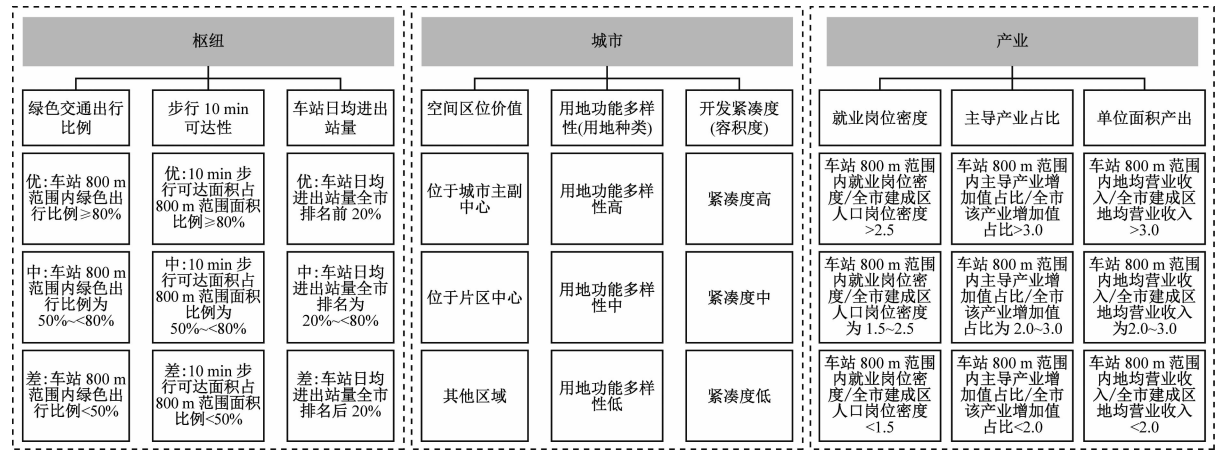 枢纽
绿色交通出行
比例
步行 10 min
可达性
车站日均进出
站量
优:车站 800 m
范围内绿色出
行比例≥80%
优:10 min 步
行可达面积占
800 m 范围面积
比例≥80%
优:车站日均
进出站量全市
排名前 20%
中:车站 800 m
范围内绿色出
行比例为
50%~<80%
中:10 min 步
行可达面积占
800 m 范围面积
比例为
50%~<80%
中:车站日均
进出站量全市
排名为
20%~<80%
差:车站 800 m
范围内绿色出
行比例<50%
差:10 min 步
行可达面积占
800 m 范围面积
比例<50%
差:车站日均
进出站量全市
排名后 20%
城市
空间区位价值
用地功能多样
性(用地种类)
开发紧凑度
(容积度)
位于城市主副
中心
用地功能多样
性高
紧凑度高
位于片区中心
用地功能多样
性中
紧凑度中
其他区域
用地功能多样
性低
紧凑度低
产业
就业岗位密度
主导产业占比
单位面积产出
车站 800 m 范围
内就业岗位密
度/全市建成区
人口岗位密度
>2.5
车站 800 m 范围
内主导产业增
加值占比/全市
该产业增加值
占比>3.0
车站 800 m 范围
内地均营业收
入/全市建成区
地均营业收入
>3.0
车站 800 m 范围
内就业岗位密
度/全市建成区
人口岗位密度
为 1.5~2.5
车站 800 m 范围
内主导产业增
加值占比/全市
该产业增加值
占比为 2.0~3.0
车站 800 m 范围
内地均营业收
入/全市建成区
地均营业收入
为2.0~3.0
车站 800 m 范围
内就业岗位密
度/全市建成区
人口岗位密度
<1.5
车站 800 m 范围
内主导产业增
加值占比/全市
该产业增加值
占比<2.0
车站 800 m 范围
内地均营业收
入/全市建成区
地均营业收入
<2.0